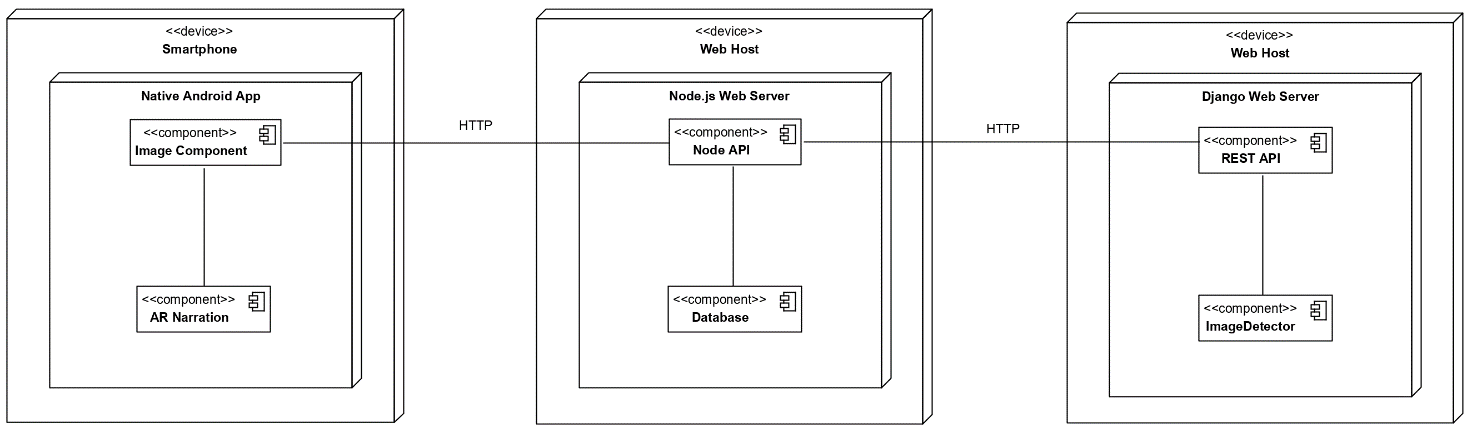 <<device>>
Smartphone
Native Android App
<<component>>
Image Component
<<component>>
AR Narration
HTTP
<<device>>
Web Host
Node.js Web Server
<<component>>
Node API
<<component>>
Database
HTTP
<<device>>
Web Host
Django Web Server
<<component>>
REST API
<<component>>
ImageDetector